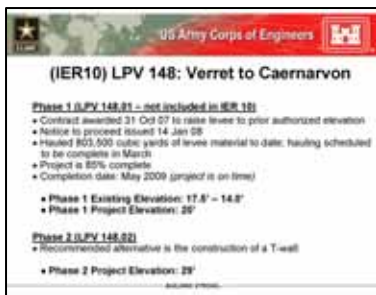 US Army Corps of Engineers
(IER10) LPV 148: Verret to Caernarvon
Phase 1 (LPV 148.01 – not included in IER 10)
• Contract awarded 31 Oct 07 to raise levee to prior authorized elevation
• Notice to proceed issued 14 Jan 08
• Hauled 803,500 cubic yards of levee material to date; hauling scheduled
to be complete in March
• Project is 85% complete
• Completion date: May 2009 (project is on time)
• Phase 1 Existing Elevation: 17.5' – 14.0'
• Phase 1 Project Elevation: 20'
Phase 2 (LPV 148.02)
• Recommended alternative is the construction of a T-wall
• Phase 2 Project Elevation: 29'